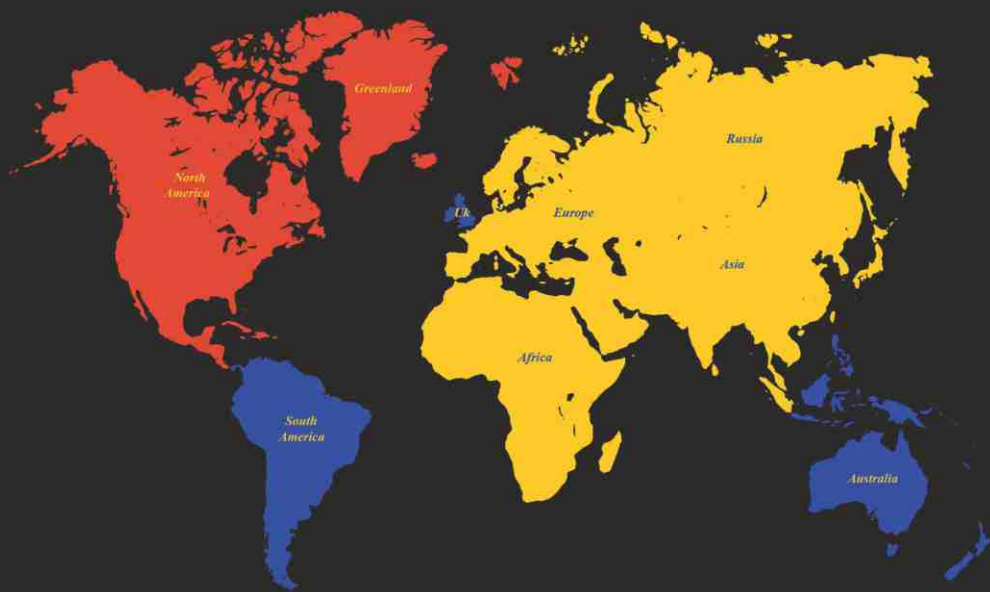 Greenland
Russia
North
America
Uk
Europe
Asia
Africa
South
America
Australia